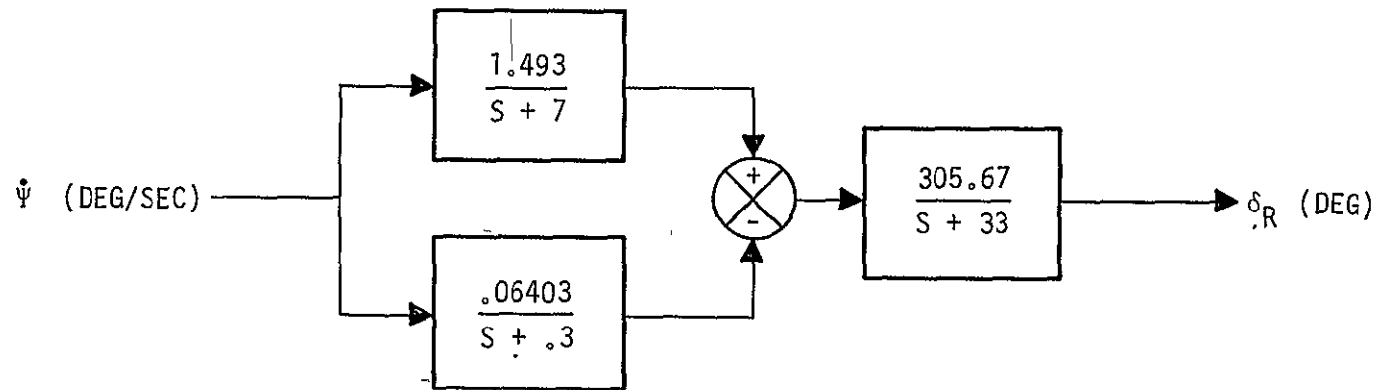 1.493
S + 7
+
ψ̇ (DEG/SEC)
305.67
S + 33
δR (DEG)
-
.06403
S + .3